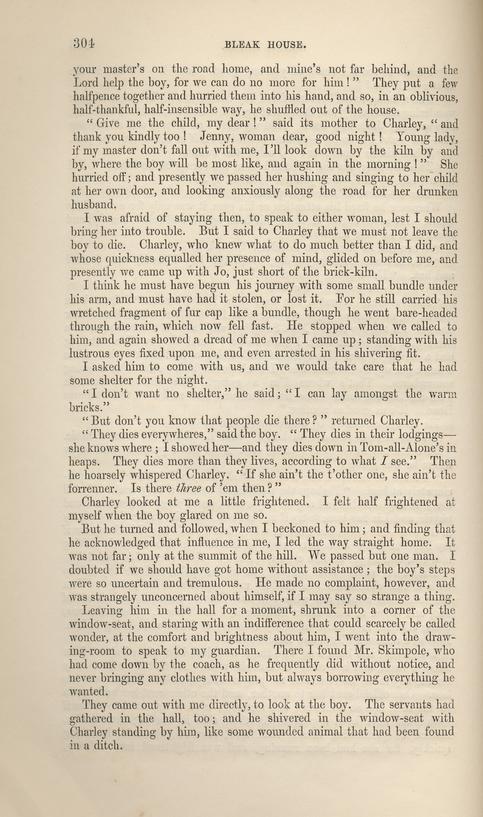 304
BLEAK HOUSE.
your master's on the road home, and mine's not far behind, and the
Lord help the boy, for we can do no more for him!" They put a few
halfpence together and hurried them into his hand, and so, in an oblivious,
half-thankful, half-insensible way, he shuffled out of the house.
"Give me the child, my dear!" said its mother to Charley, "and
thank you kindly too! Jenny, woman dear, good night! Young lady,
if my master don't fall out with me, I'll look down by the kiln by and
by, where the boy will be most like, and again in the morning!" She
hurried off; and presently we passed her hushing and singing to her child
at her own door, and looking anxiously along the road for her drunken
husband.
I was afraid of staying then, to speak to either woman, lest I should
bring her into trouble. But I said to Charley that we must not leave the
boy to die. Charley, who knew what to do much better than I did, and
whose quickness equalled her presence of mind, glided on before me, and
presently we came up with Jo, just short of the brick-kiln.
I think he must have begun his journey with some small bundle under
his arm, and must have had it stolen, or lost it. For he still carried his
wretched fragment of fur cap like a bundle, though he went bare-headed
through the rain, which now fell fast. He stopped when we called to
him, and again showed a dread of me when I came up; standing with his
lustrous eyes fixed upon me, and even arrested in his shivering fit.
I asked him to come with us, and we would take care that he had
some shelter for the night.
"I don't want no shelter," he said; "I can lay amongst the warm
bricks."
"But don't you know that people die there?" returned Charley.
"They dies everywheres," said the boy. "They dies in their lodgings—
she knows where; I showed her—and they dies down in Tom-all-Alone's in
heaps. They dies more than they lives, according to what I see." Then
he hoarsely whispered Charley. "If she ain't the t'other one, she ain't the
forrenner. Is there three of 'em then?"
Charley looked at me a little frightened. I felt half frightened at
myself when the boy glared on me so.
But he turned and followed, when I beckoned to him; and finding that
he acknowledged that influence in me, I led the way straight home. It
was not far; only at the summit of the hill. We passed but one man. I
doubted if we should have got home without assistance; the boy's steps
were so uncertain and tremulous. He made no complaint, however, and
was strangely unconcerned about himself, if I may say so strange a thing.
Leaving him in the hall for a moment, shrunk into a corner of the
window-seat, and staring with an indifference that could scarcely be called
wonder, at the comfort and brightness about him, I went into the draw-
ing-room to speak to my guardian. There I found Mr. Skimpole, who
had come down by the coach, as he frequently did without notice, and
never bringing any clothes with him, but always borrowing everything he
wanted.
They came out with me directly, to look at the boy. The servants had
gathered in the hall, too; and he shivered in the window-seat with
Charley standing by him, like some wounded animal that had been found
in a ditch.